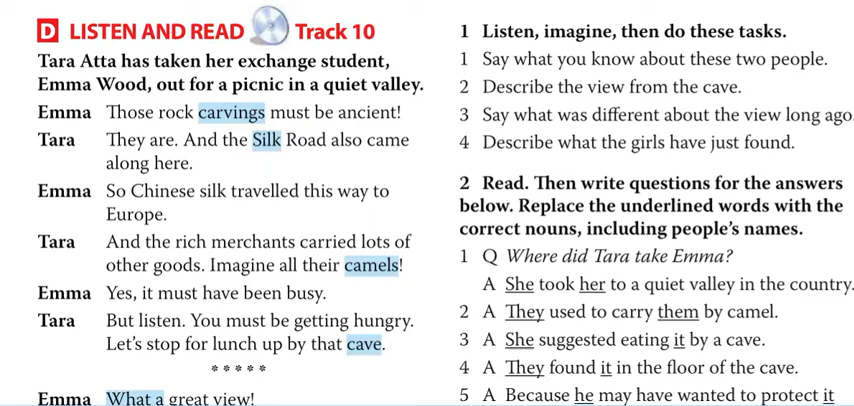 D LISTEN AND READ Track 10
Tara Atta has taken her exchange student,
Emma Wood, out for a picnic in a quiet valley.
Emma Those rock carvings must be ancient!
Tara They are. And the Silk Road also came
along here.
Emma So Chinese silk travelled this way to
Europe.
Tara And the rich merchants carried lots of
other goods. Imagine all their camels!
Emma Yes, it must have been busy.
Tara But listen. You must be getting hungry.
Let's stop for lunch up by that cave.
* * * * *
Emma What a great view!
1 Listen, imagine, then do these tasks.
1 Say what you know about these two people.
2 Describe the view from the cave.
3 Say what was different about the view long ago
4 Describe what the girls have just found.
2 Read. Then write questions for the answers
below. Replace the underlined words with the
correct nouns, including people's names.
1 Q Where did Tara take Emma?
A She took her to a quiet valley in the country.
2 A They used to carry them by camel.
3 A She suggested eating it by a cave.
4 A They found it in the floor of the cave.
5 A Because he may have wanted to protect it